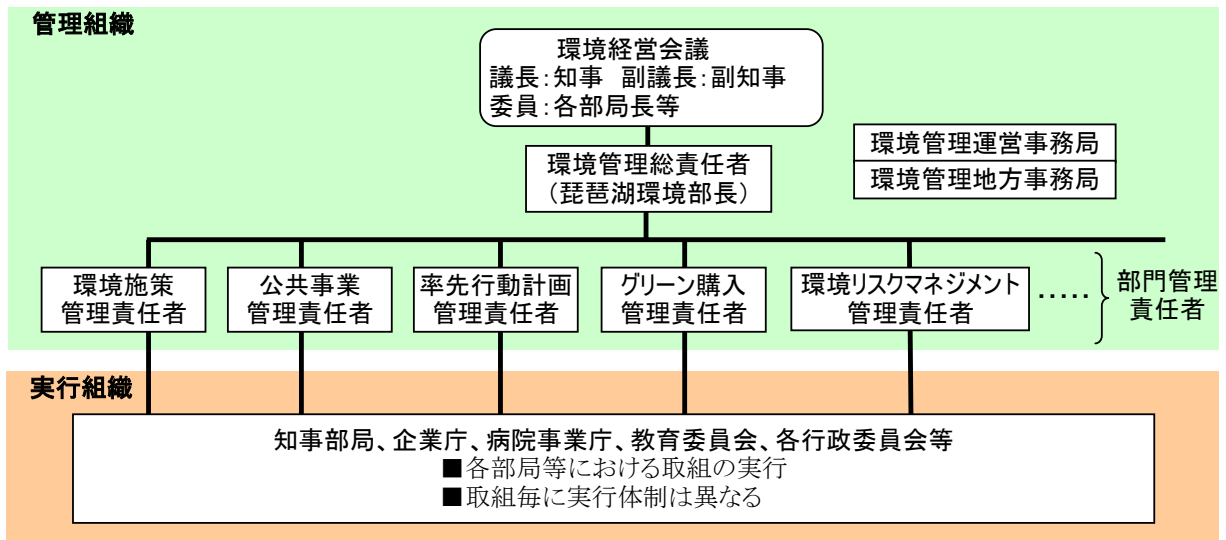 管理組織
環境経営会議
議長：知事 副議長：副知事
委員：各部局長等
環境管理総責任者
（琵琶湖環境部長）
環境管理運営事務局
環境管理地方事務局
環境施策
管理責任者
公共事業
管理責任者
率先行動計画
管理責任者
グリーン購入
管理責任者
環境リスクマネジメント
管理責任者
‥‥‥
部門管理
責任者
実行組織
知事部局、企業庁、病院事業庁、教育委員会、各行政委員会等
■各部局等における取組の実行
■取組毎に実行体制は異なる